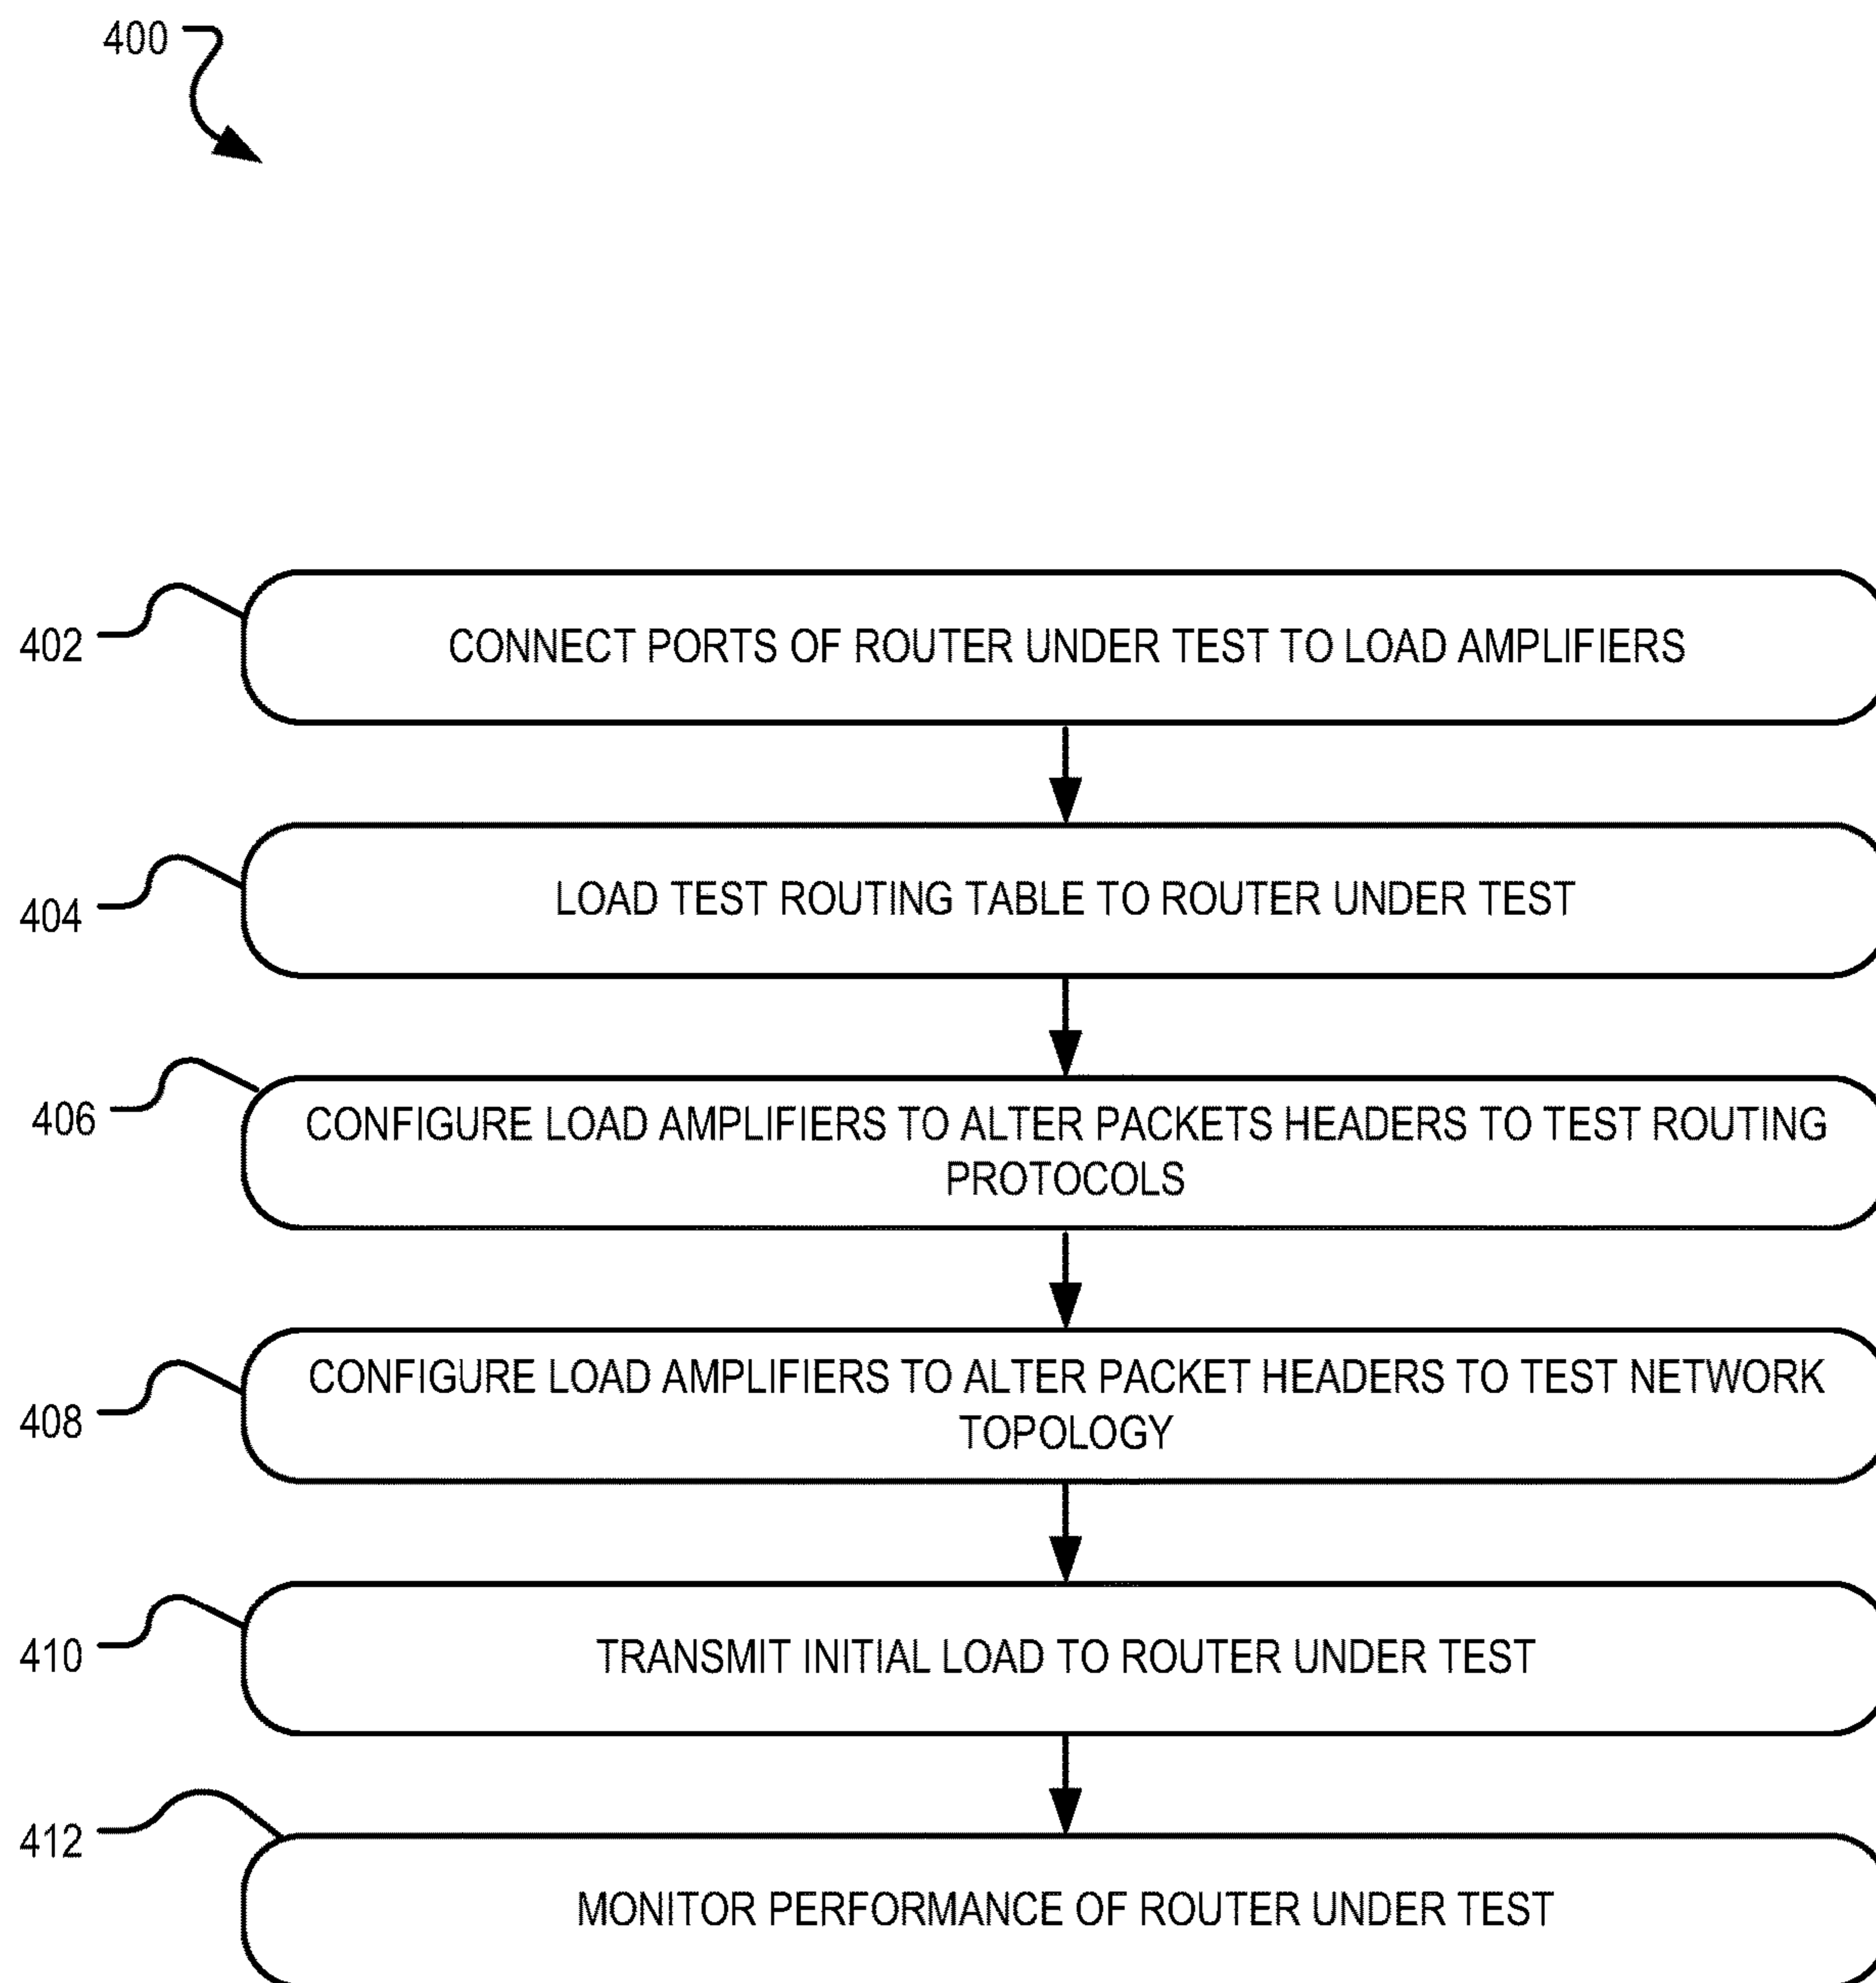 400
402
CONNECT PORTS OF ROUTER UNDER TEST TO LOAD AMPLIFIERS
404
LOAD TEST ROUTING TABLE TO ROUTER UNDER TEST
406
CONFIGURE LOAD AMPLIFIERS TO ALTER PACKETS HEADERS TO TEST ROUTING
PROTOCOLS
408
CONFIGURE LOAD AMPLIFIERS TO ALTER PACKET HEADERS TO TEST NETWORK
TOPOLOGY
410
TRANSMIT INITIAL LOAD TO ROUTER UNDER TEST
412
MONITOR PERFORMANCE OF ROUTER UNDER TEST